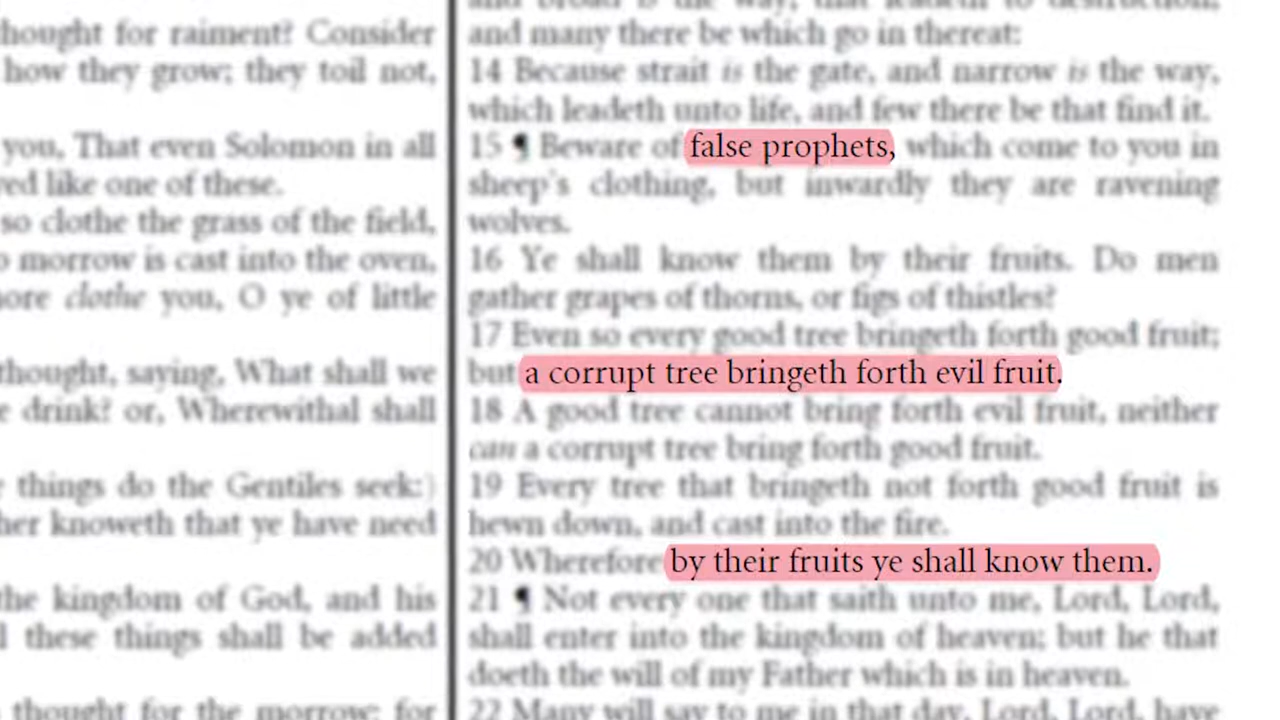 hought for raiment? Consider
how they grow; they toil not,
you, That even Solomon in all
ed like one of these.
so clothe the grass of the field,
morrow is cast into the oven,
ore clothe you, O ye of little
thought, saying, What shall we
drink? or, Wherewithal shall
things do the Gentiles seek:)
her knoweth that ye have need
the kingdom of God, and his
these things shall be added
thought for the morrow: for
and broad is the way, that leadeth to destruction,
and many there be which go in thereat:
14 Because strait is the gate, and narrow is the way,
which leadeth unto life, and few there be that find it.
15 ¶ Beware of false prophets, which come to you in
sheep's clothing, but inwardly they are ravening
wolves.
16 Ye shall know them by their fruits. Do men
gather grapes of thorns, or figs of thistles?
17 Even so every good tree bringeth forth good fruit;
but a corrupt tree bringeth forth evil fruit.
18 A good tree cannot bring forth evil fruit, neither
can a corrupt tree bring forth good fruit.
19 Every tree that bringeth not forth good fruit is
hewn down, and cast into the fire.
20 Wherefore by their fruits ye shall know them.
21 ¶ Not every one that saith unto me, Lord, Lord,
shall enter into the kingdom of heaven; but he that
doeth the will of my Father which is in heaven.
22 Many will say to me in that day, Lord, Lord, have